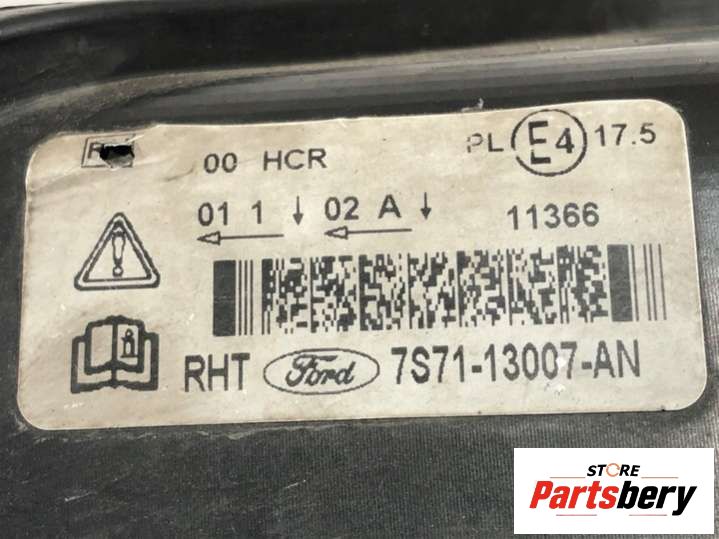 00 HCR
PL E4 17.5
01 1 ↓ 02 A ↓
11366
RHT Ford 7S71-13007-AN
STORE
Partsbery